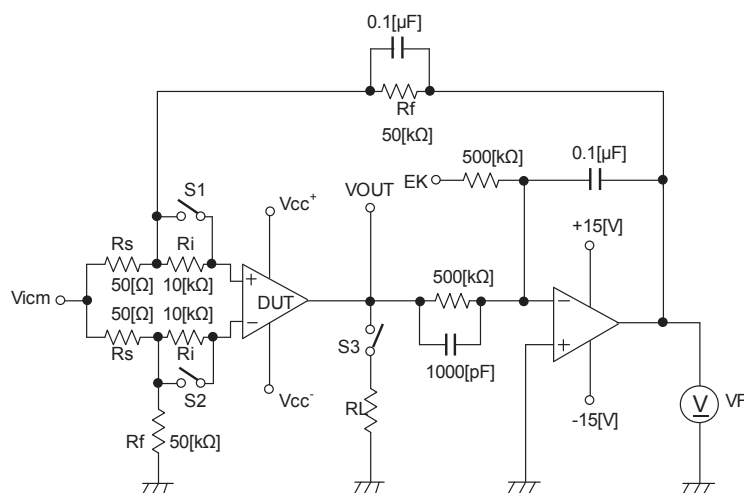 0.1[µF]
Rf
50[kΩ]
500[kΩ]
0.1[µF]
EK
S1
Vcc+
VOUT
+15[V]
Rs
Ri
50[Ω]
10[kΩ]
500[kΩ]
Vicm
+
DUT
−
−
+
50[Ω]
10[kΩ]
Rs
Ri
S3
1000[pF]
S2
Vcc-
RL
-15[V]
V
VF
Rf
50[kΩ]